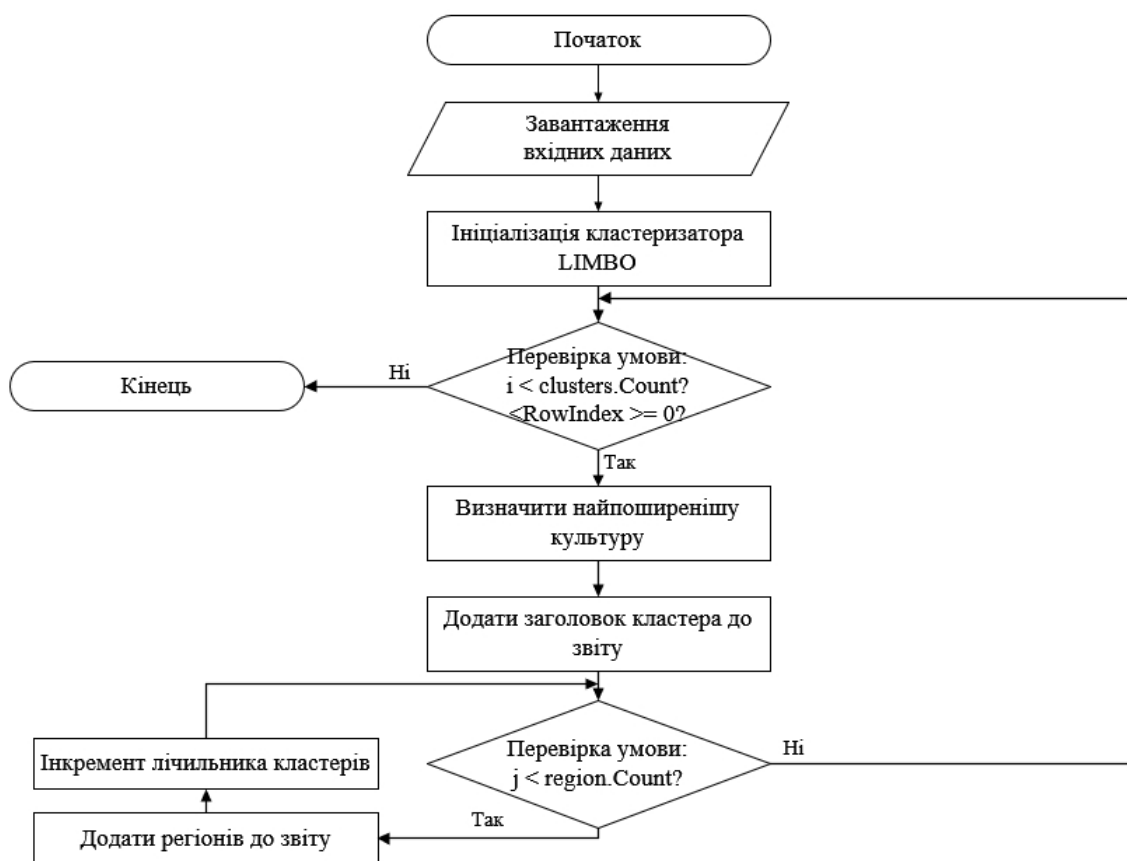 Початок
Завантаження
вхідних даних
Ініціалізація кластеризатора
LIMBO
Перевірка умови:
i < clusters.Count?
<RowIndex >= 0?
Ні
Кінець
Так
Визначити найпоширенішу
культуру
Додати заголовок кластера до
звіту
Перевірка умови:
j < region.Count?
Ні
Так
Додати регіонів до звіту
Інкремент лічильника кластерів